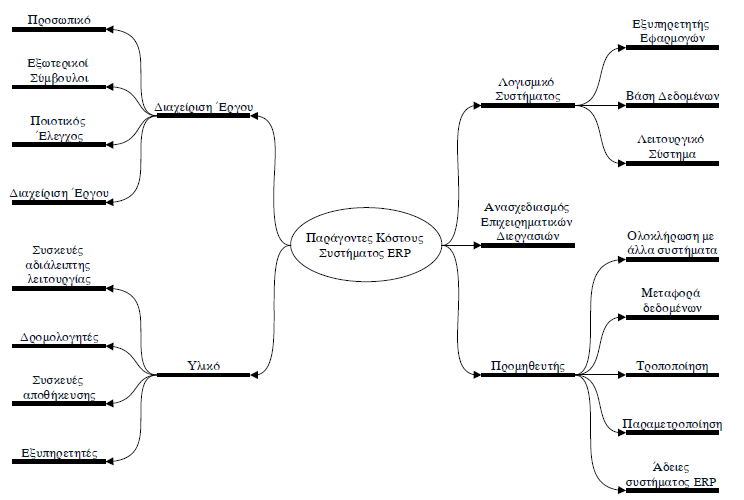 Προσωπικό
Εξωτερικοί
Σύμβουλοι
Ποιοτικός
Έλεγχος
Διαχείριση Έργου
Διαχείριση Έργου
Συσκευές
αδιάλειπτης
λειτουργίας
Δρομολογητές
Συσκευές
αποθήκευσης
Εξυπηρετητές
Υλικό
Παράγοντες Κόστους
Συστήματος ERP
Λογισμικό
Συστήματος
Εξυπηρετητής
Εφαρμογών
Βάση Δεδομένων
Λειτουργικό
Σύστημα
Ανασχεδιασμός
Επιχειρηματικών
Διεργασιών
Προμηθευτής
Ολοκλήρωση με
άλλα συστήματα
Μεταφορά
δεδομένων
Τροποποίηση
Παραμετροποίηση
Άδειες
συστήματος ERP